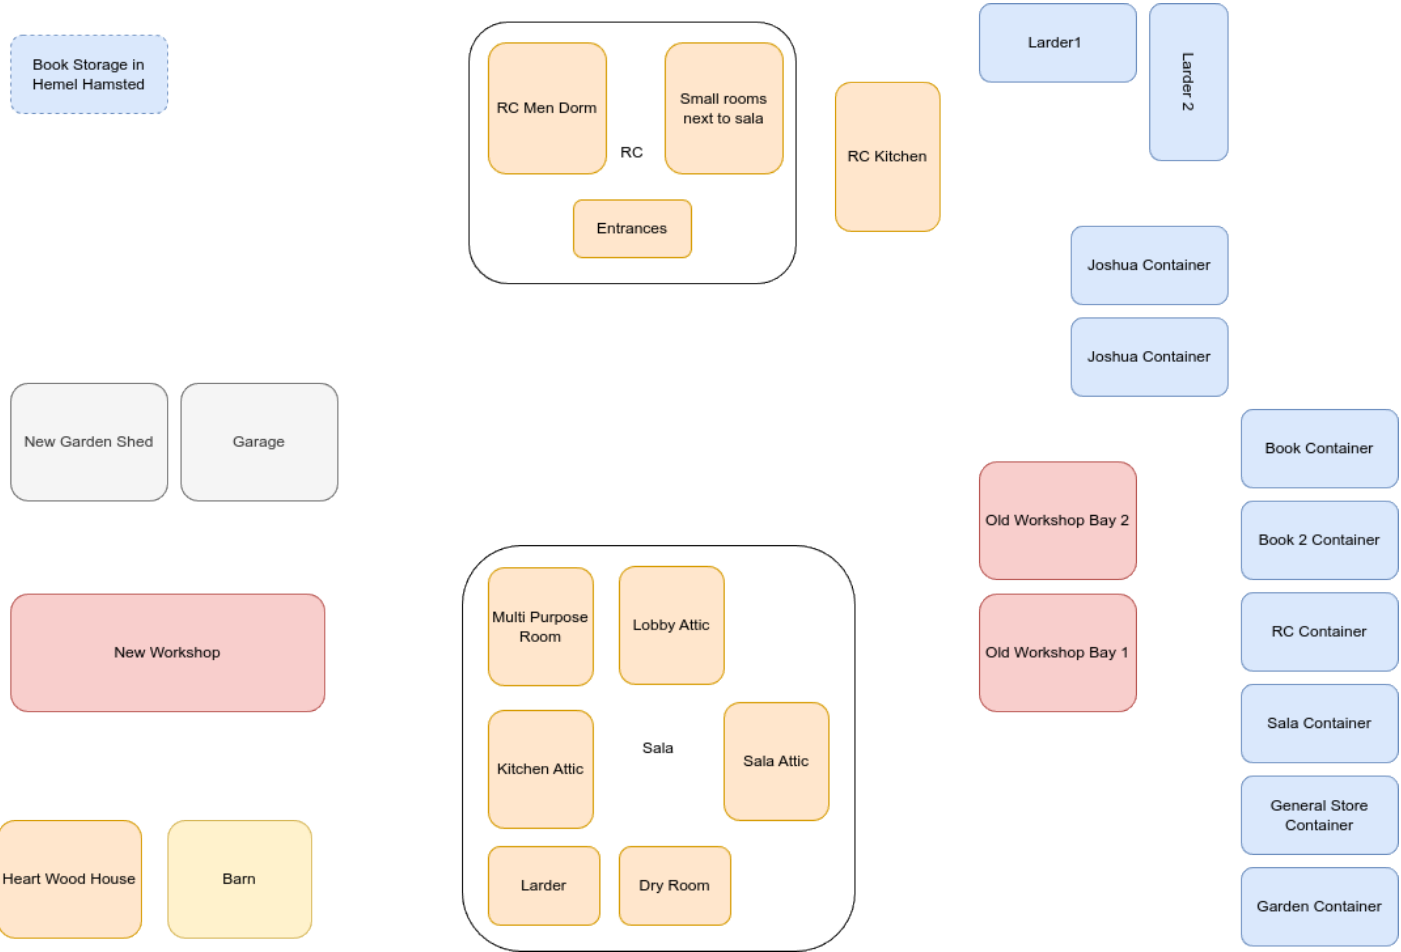 Book Storage in
Hemel Hamsted
RC Men Dorm
Small rooms
next to sala
RC
Entrances
RC Kitchen
Larder1
Larder 2
Joshua Container
Joshua Container
New Garden Shed
Garage
Book Container
Old Workshop Bay 2
Book 2 Container
New Workshop
Multi Purpose
Room
Lobby Attic
Old Workshop Bay 1
RC Container
Kitchen Attic
Sala
Sala Attic
Sala Container
General Store
Container
Heart Wood House
Barn
Larder
Dry Room
Garden Container